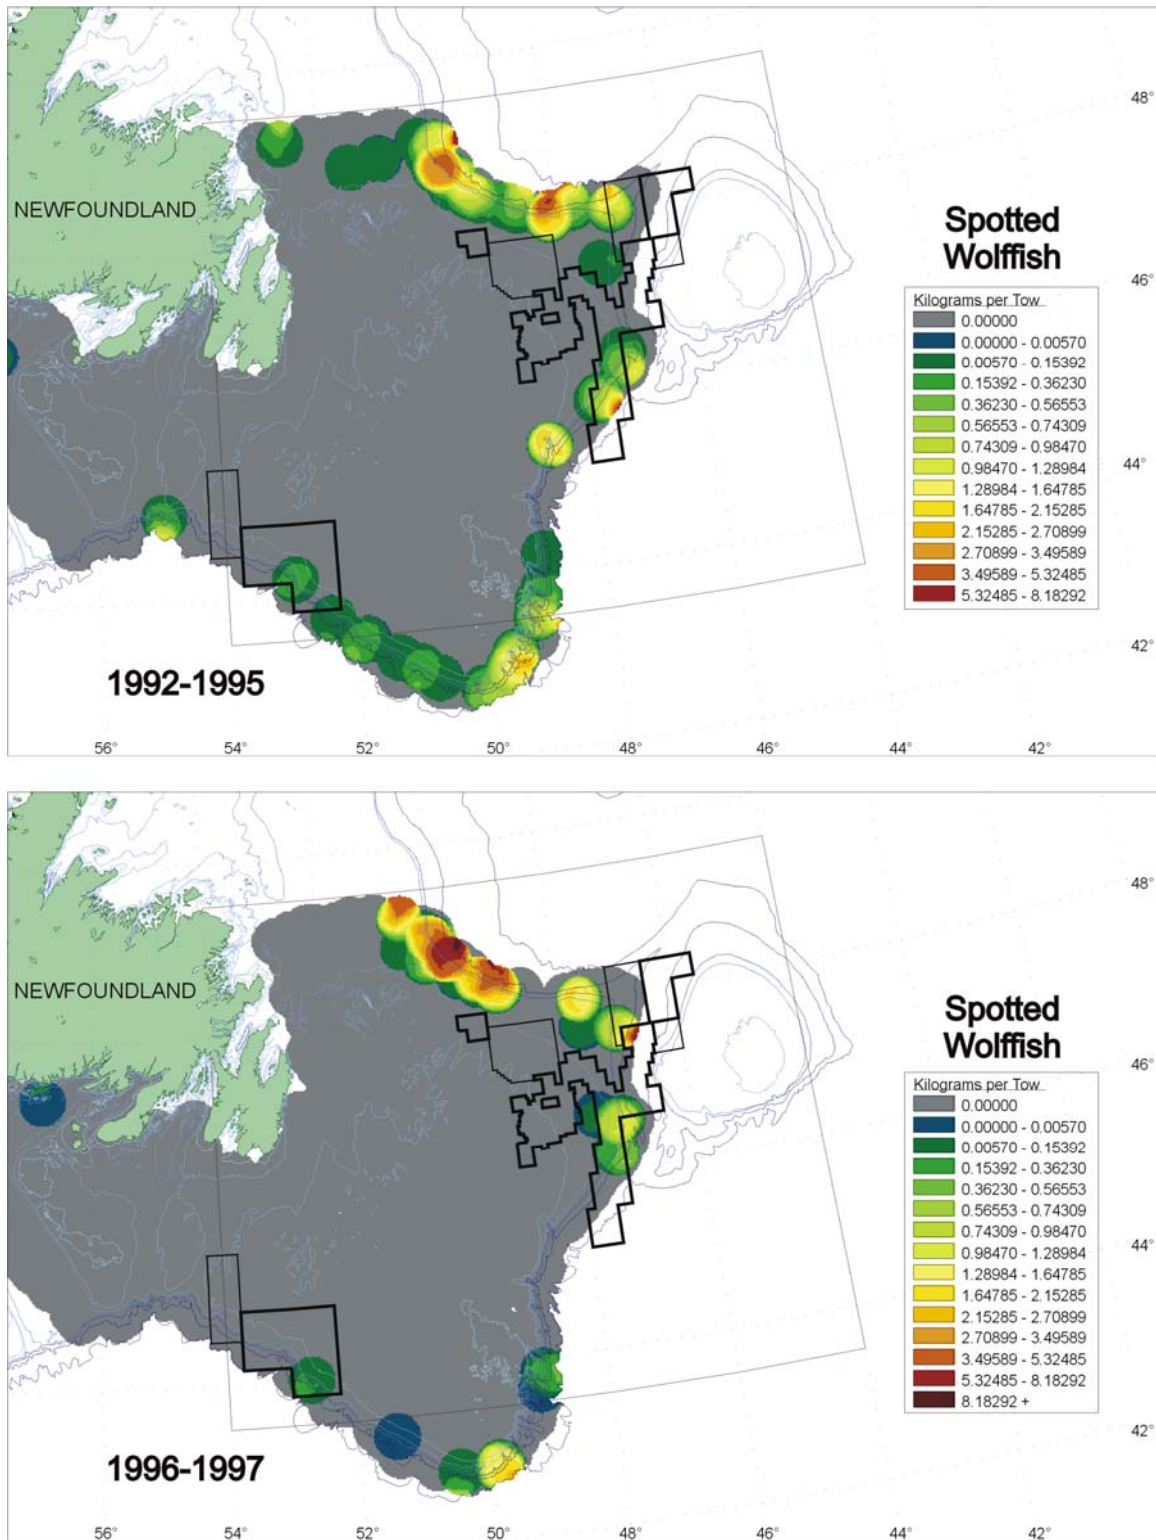 48°
NEWFOUNDLAND
Spotted
Wolffish
46°
Kilograms per Tow
0.00000
0.00000 - 0.00570
0.00570 - 0.15392
0.15392 - 0.36230
0.36230 - 0.56553
0.56553 - 0.74309
0.74309 - 0.98470
0.98470 - 1.28984
1.28984 - 1.64785
1.64785 - 2.15285
2.15285 - 2.70899
2.70899 - 3.49589
3.49589 - 5.32485
5.32485 - 8.18292
44°
42°
1992-1995
56° 54° 52° 50° 48° 46° 44° 42°
48°
NEWFOUNDLAND
Spotted
Wolffish
46°
Kilograms per Tow
0.00000
0.00000 - 0.00570
0.00570 - 0.15392
0.15392 - 0.36230
0.36230 - 0.56553
0.56553 - 0.74309
0.74309 - 0.98470
0.98470 - 1.28984
1.28984 - 1.64785
1.64785 - 2.15285
2.15285 - 2.70899
2.70899 - 3.49589
3.49589 - 5.32485
5.32485 - 8.18292
8.18292 +
44°
42°
1996-1997
56° 54° 52° 50° 48° 46° 44° 42°